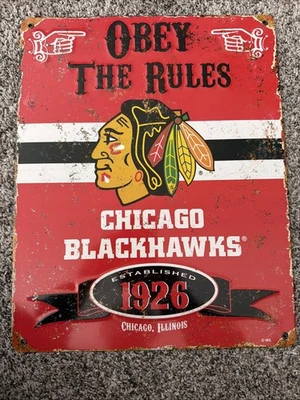 OBEY
THE RULES
CHICAGO
BLACKHAWKS®
ESTABLISHED
1926
CHICAGO, ILLINOIS